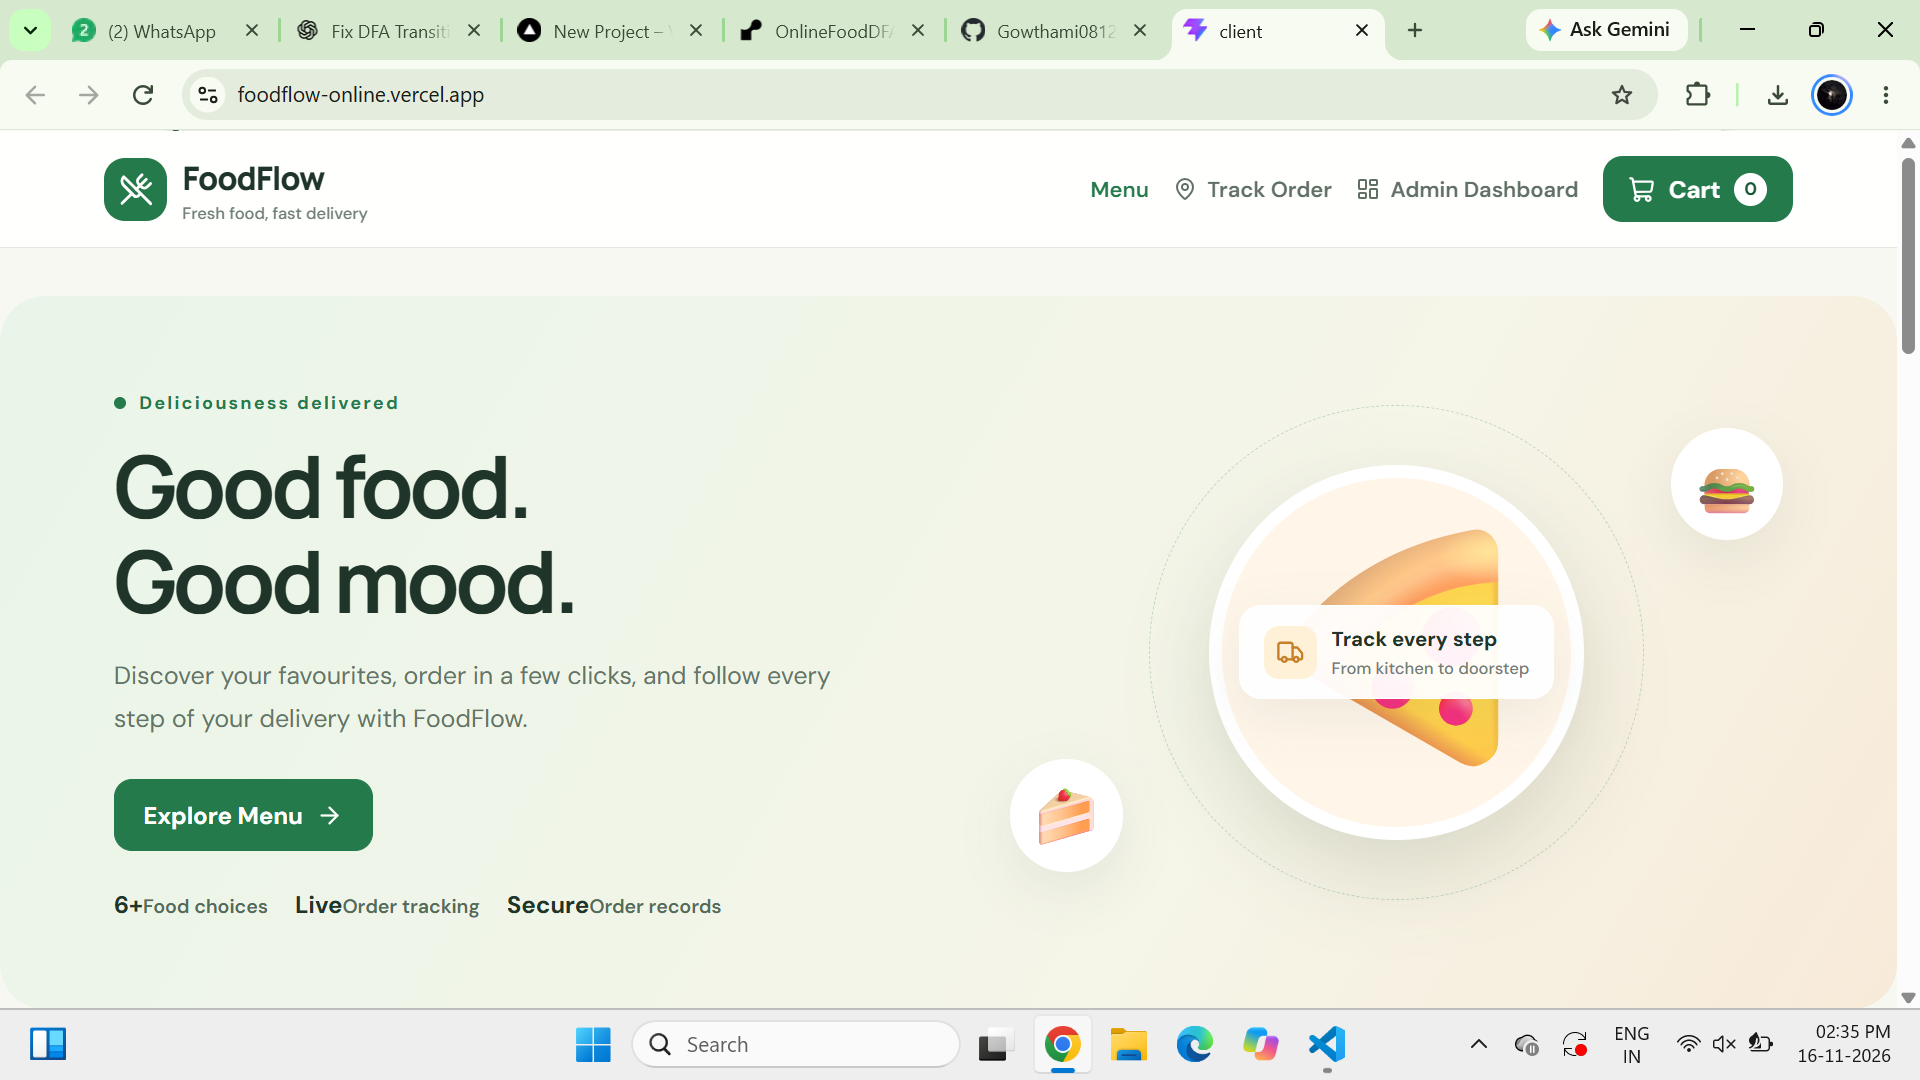 2 (2) WhatsApp
Fix DFA Transiti
New Project –
OnlineFoodDF
Gowthami0812
client
Ask Gemini
foodflow-online.vercel.app
FoodFlow
Fresh food, fast delivery
Menu
Track Order
Admin Dashboard
Cart 0
Deliciousness delivered
Good food.
Good mood.
Discover your favourites, order in a few clicks, and follow every
step of your delivery with FoodFlow.
Explore Menu →
6+Food choices
LiveOrder tracking
SecureOrder records
Track every step
From kitchen to doorstep
Search
ENG
IN
02:35 PM
16-11-2026